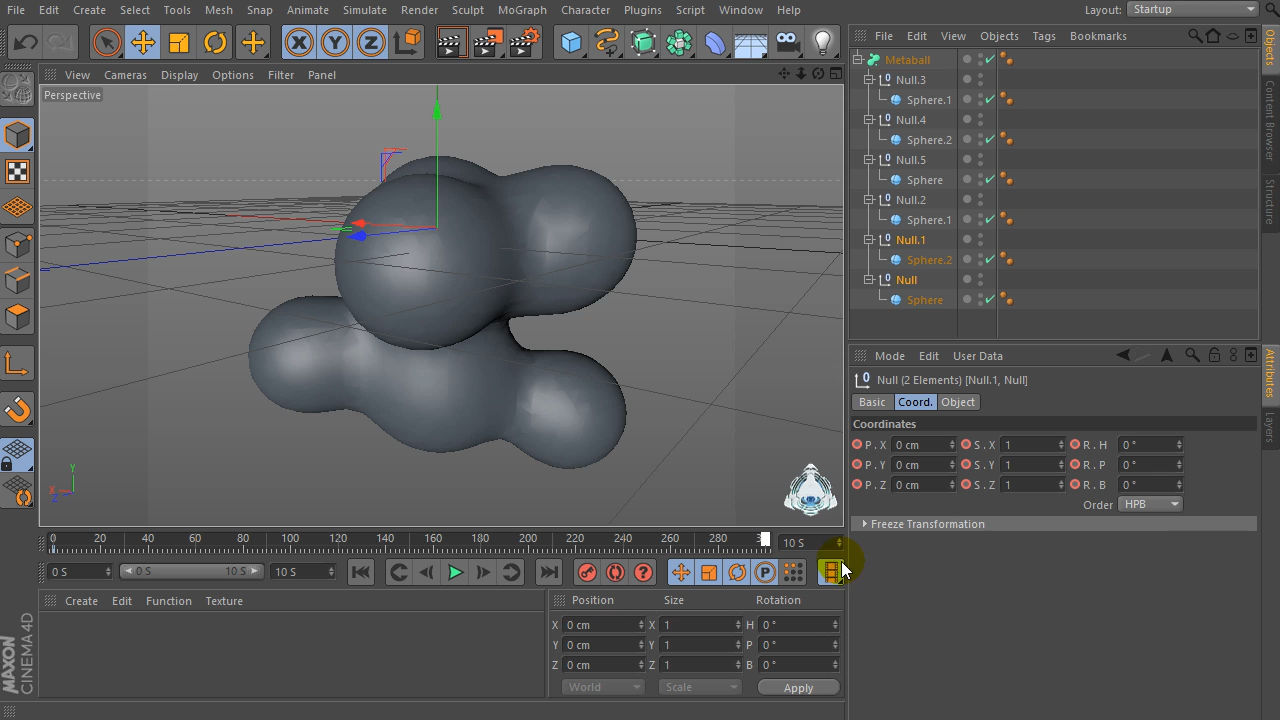 File Edit Create Select Tools Mesh Snap Animate Simulate Render Sculpt MoGraph Character Plugins Script Window Help Layout: Startup
File Edit View Objects Tags Bookmarks
View Cameras Display Options Filter Panel
Perspective
Metaball
Null.3
Sphere.1
Null.4
Sphere.2
Null.5
Sphere
Null.2
Sphere.1
Null.1
Sphere.2
Null
Sphere
Objects
Content Browser
Structure
Mode Edit User Data
Null (2 Elements) [Null.1, Null]
Basic Coord. Object
Coordinates
P . X 0 cm S . X 1 R . H 0 °
P . Y 0 cm S . Y 1 R . P 0 °
P . Z 0 cm S . Z 1 R . B 0 °
Order HPB
Freeze Transformation
Attributes
Layers
Y
X
Z
0 20 40 60 80 100 120 140 160 180 200 220 240 260 280 10 S
0 S 0 S 10 S 10 S
Create Edit Function Texture
Position Size Rotation
X 0 cm X 1 H 0 °
Y 0 cm Y 1 P 0 °
Z 0 cm Z 1 B 0 °
World Scale Apply
MAXON
CINEMA 4D